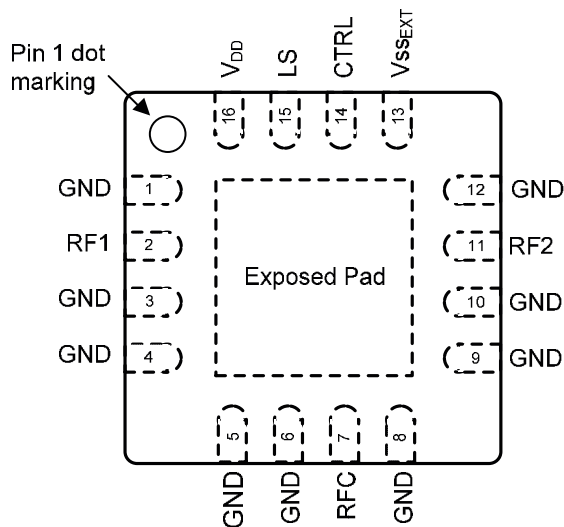 Pin 1 dot
marking
VDD
LS
CTRL
VssEXT
16
15
14
13
GND
1
12
GND
RF1
2
11
RF2
Exposed Pad
GND
3
10
GND
GND
4
9
GND
5
6
7
8
GND
GND
RFC
GND